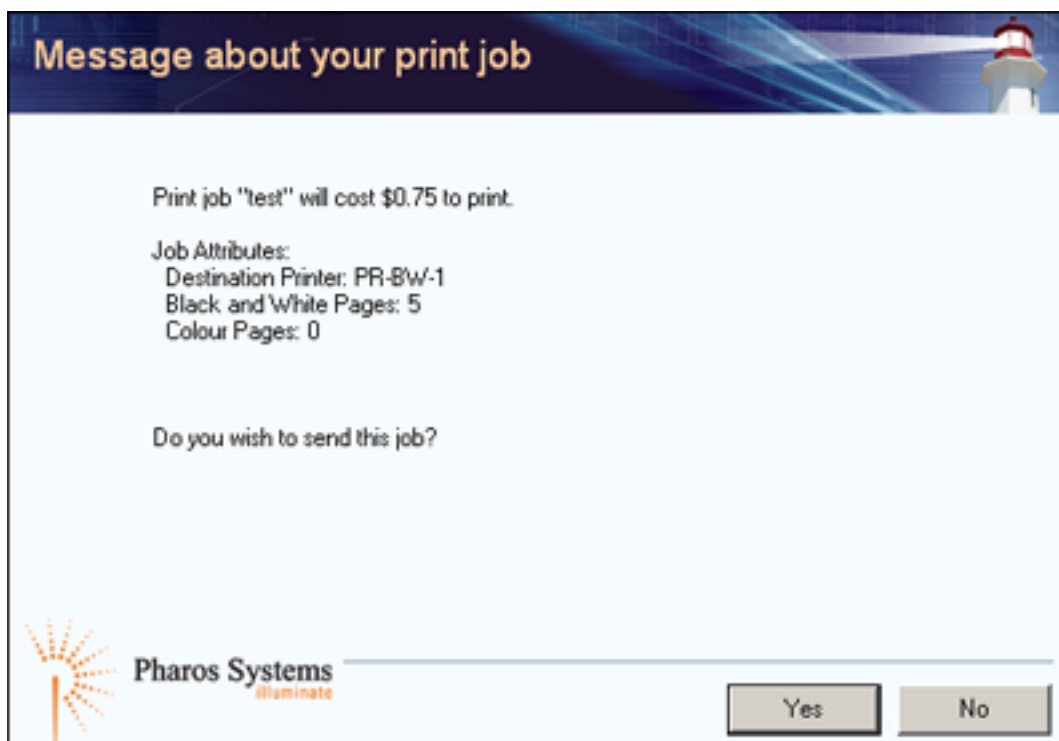 Message about your print job
Print job "test" will cost $0.75 to print.
Job Attributes:
Destination Printer: PR-BW-1
Black and White Pages: 5
Colour Pages: 0
Do you wish to send this job?
Pharos Systems
illuminate
Yes
No